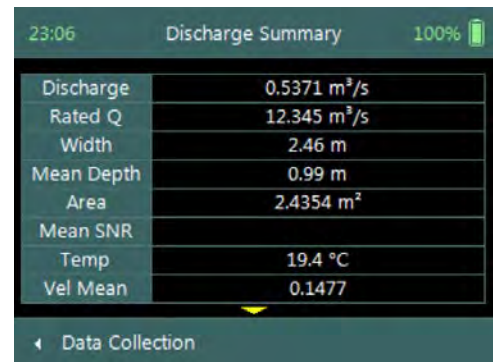 23:06 Discharge Summary 100%
Discharge 0.5371 m³/s
Rated Q 12.345 m³/s
Width 2.46 m
Mean Depth 0.99 m
Area 2.4354 m²
Mean SNR
Temp 19.4 °C
Vel Mean 0.1477
Data Collection